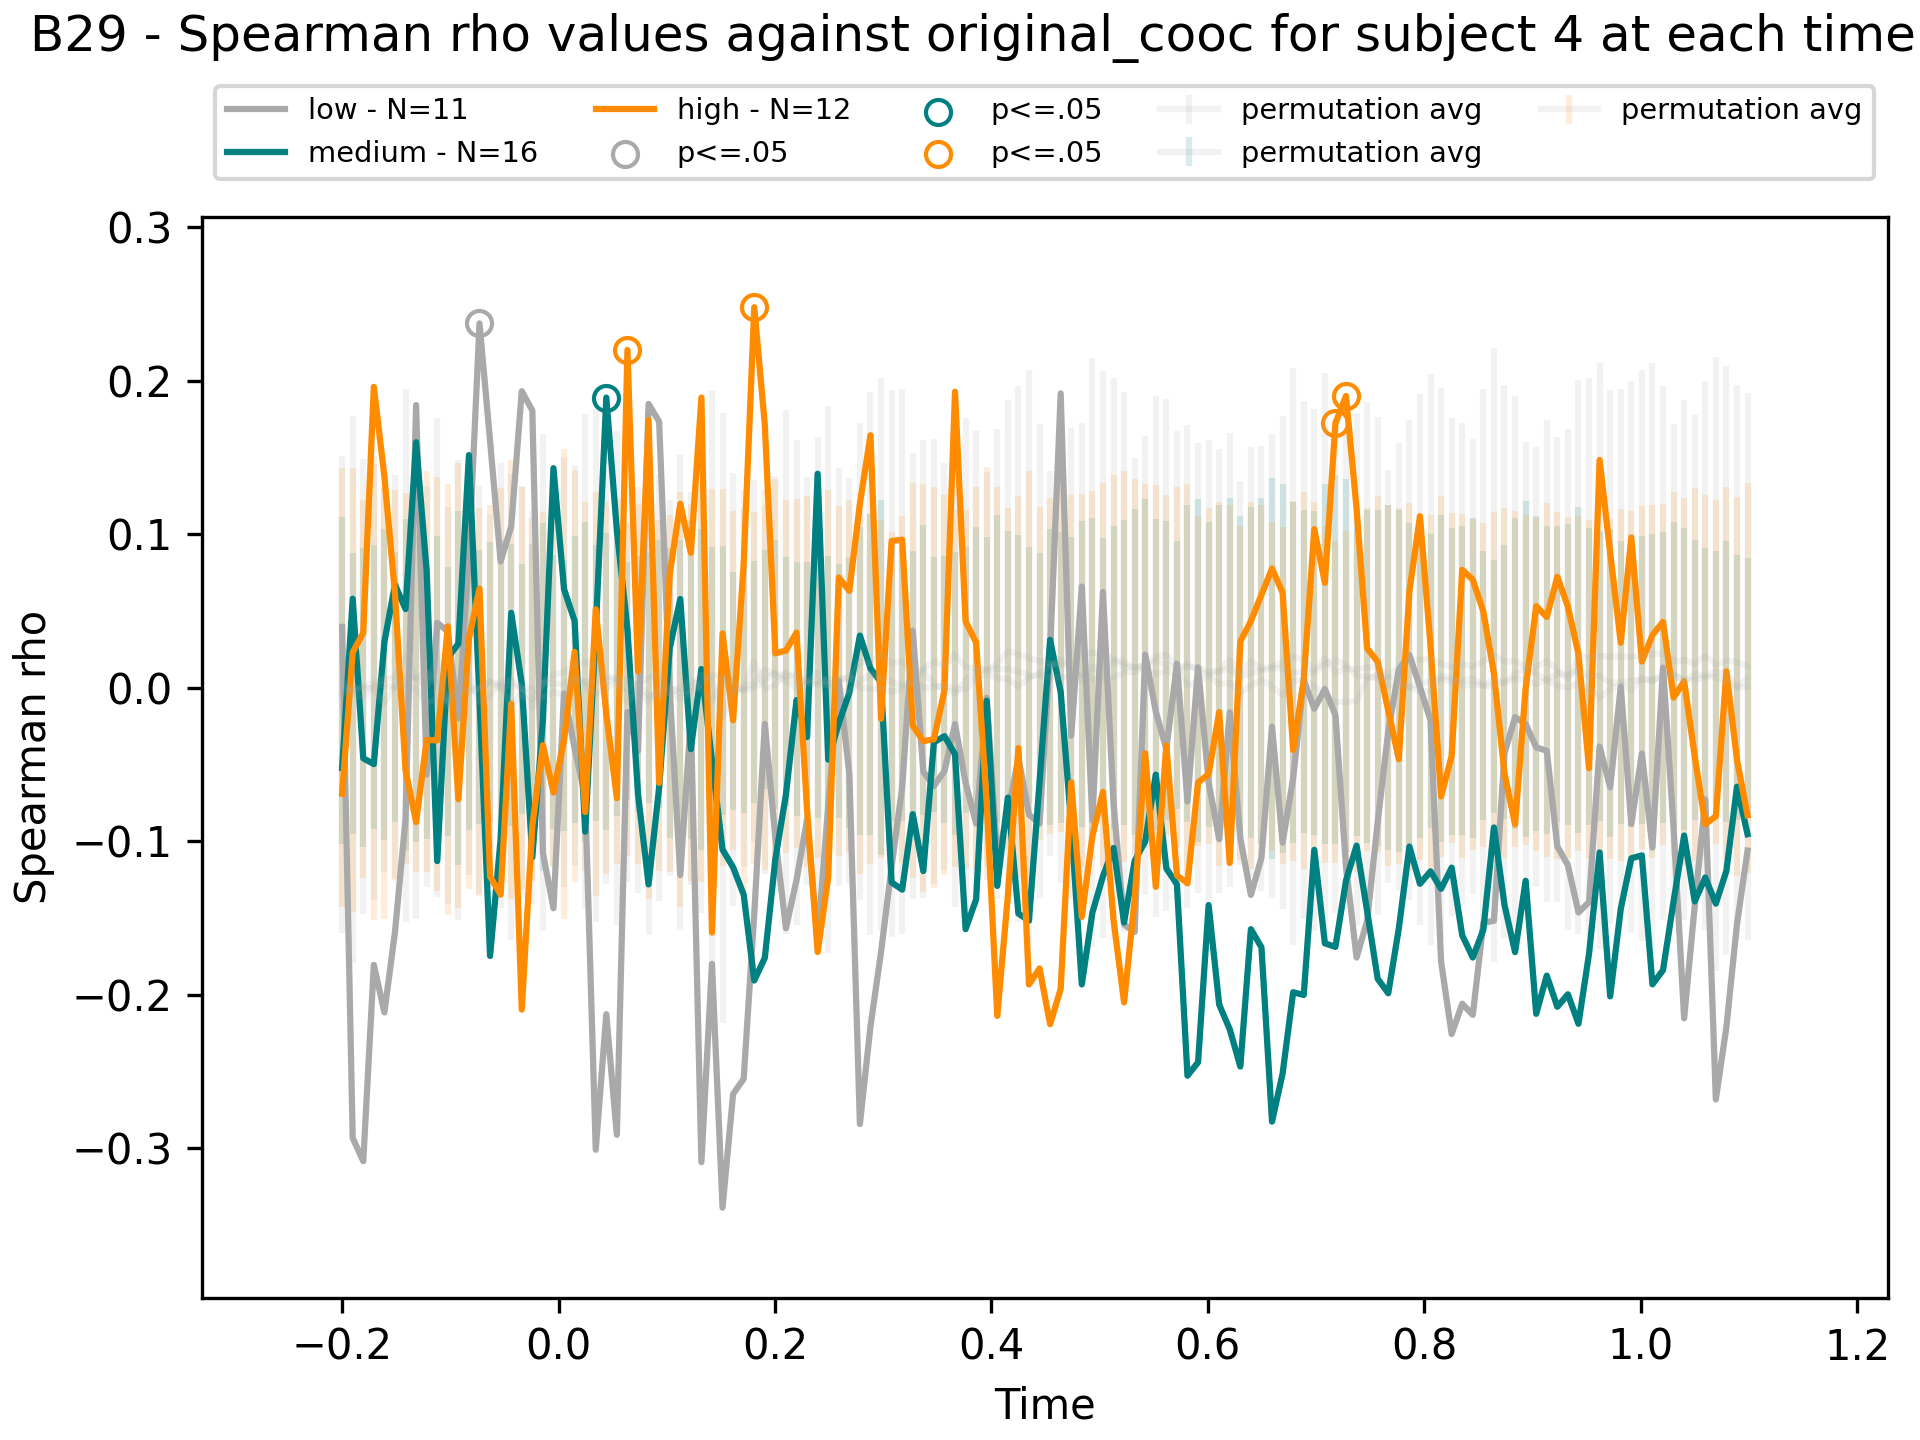 B29 - Spearman rho values against original_cooc for subject 4 at each time
low - N=11
medium - N=16
high - N=12
p<=.05
p<=.05
p<=.05
permutation avg
permutation avg
permutation avg
0.3
0.2
0.1
0.0
−0.1
−0.2
−0.3
Spearman rho
−0.2 0.0 0.2 0.4 0.6 0.8 1.0 1.2
Time